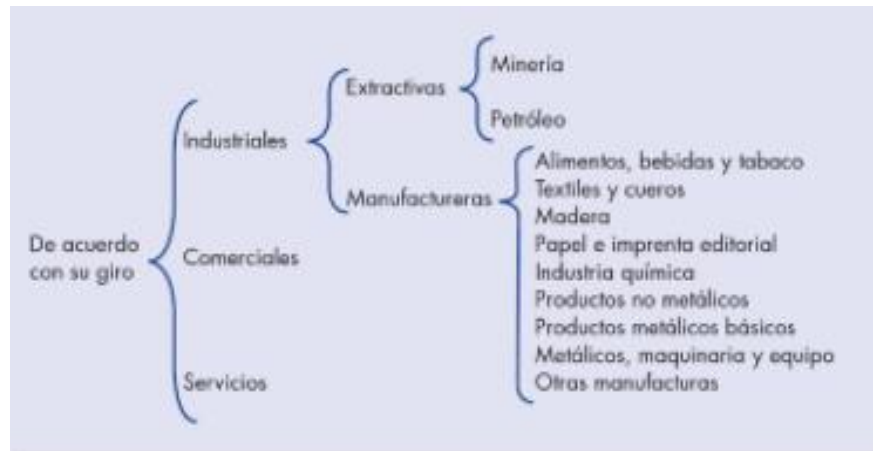 De acuerdo
con su giro
Industriales
Extractivas
Minería
Petróleo
Manufactureras
Alimentos, bebidas y tabaco
Textiles y cueros
Madera
Papel e imprenta editorial
Industria química
Productos no metálicos
Productos metálicos básicos
Metálicos, maquinaria y equipo
Otras manufacturas
Comerciales
Servicios